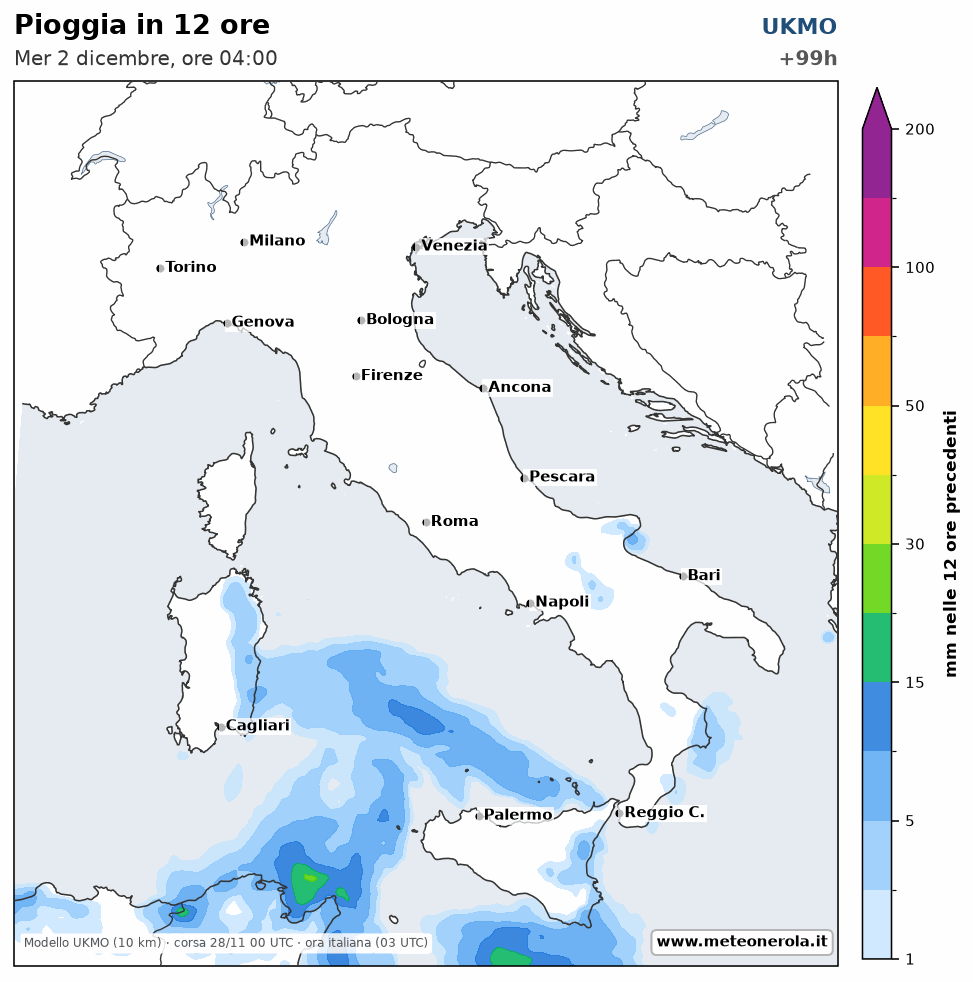 Pioggia in 12 ore
UKMO
Mer 2 dicembre, ore 04:00
+99h
200
100
50
30
15
5
1
mm nelle 12 ore precedenti
Milano
Venezia
Torino
Genova
Bologna
Firenze
Ancona
Pescara
Roma
Bari
Napoli
Cagliari
Palermo
Reggio C.
Modello UKMO (10 km) · corsa 28/11 00 UTC · ora italiana (03 UTC)
www.meteonerola.it